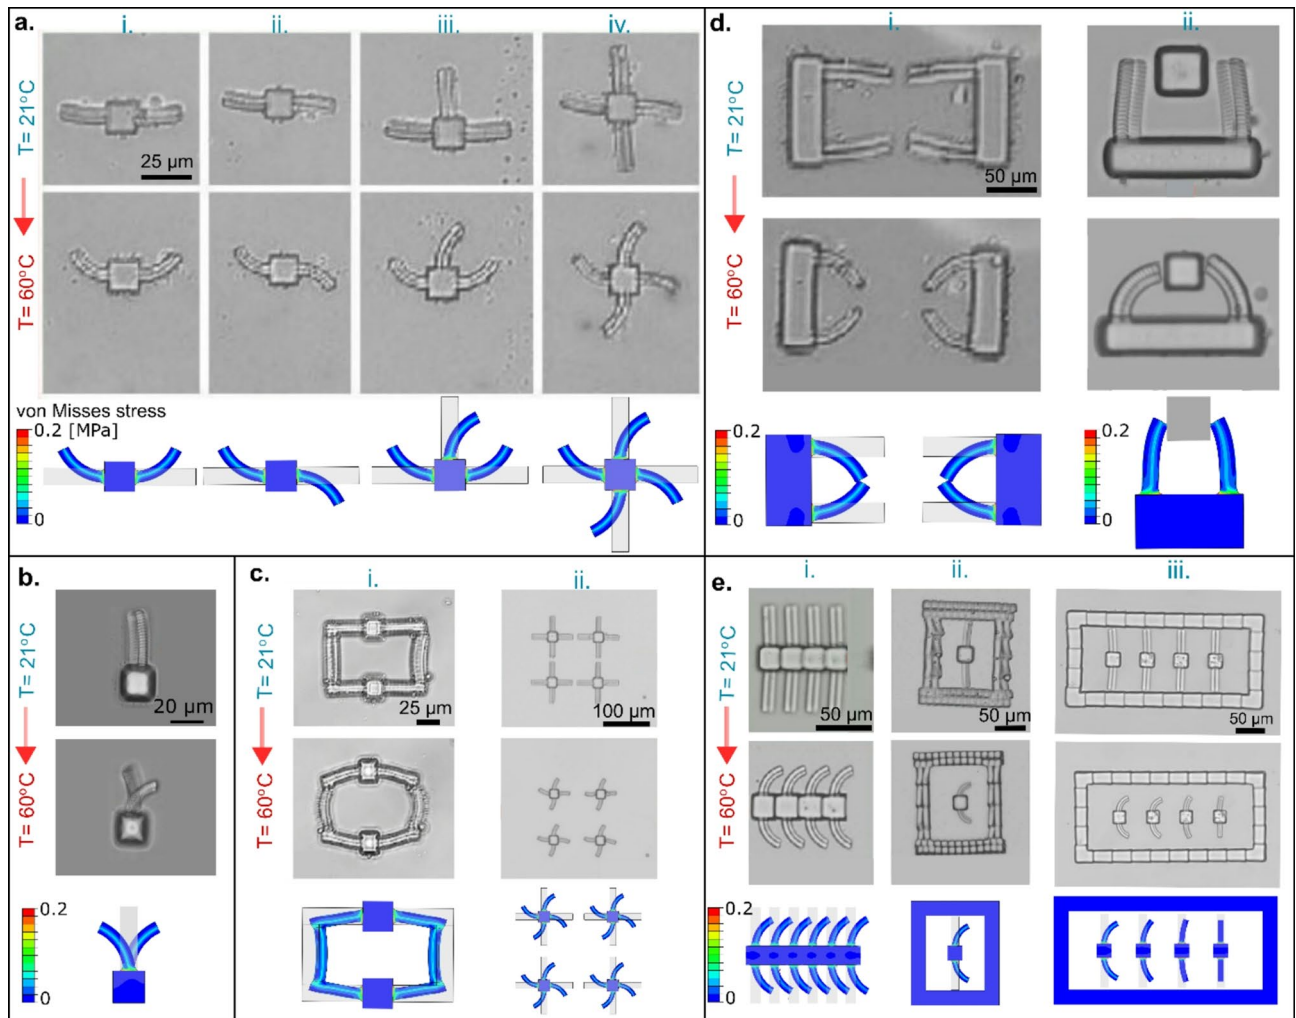 a.
i.
ii.
iii.
iv.
T= 21°C
T= 60°C
25 µm
von Misses stress
0.2 [MPa]
0
d.
i.
ii.
T= 21°C
T= 60°C
50 µm
0.2
0
0.2
0
b.
T= 21°C
T= 60°C
20 µm
0.2
0
c.
i.
ii.
T= 21°C
T= 60°C
25 µm
100 µm
e.
i.
ii.
iii.
T= 21°C
T= 60°C
50 µm
50 µm
50 µm
0.2
0